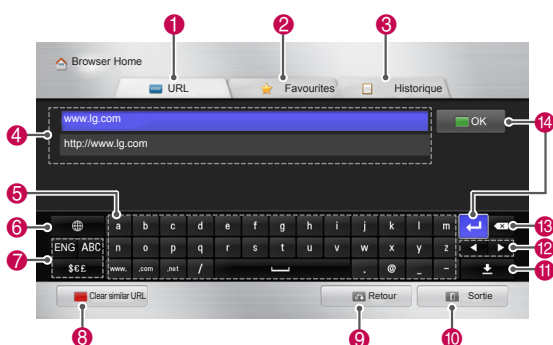 1 2 3
Browser Home
URL Favourites Historique
4 www.lg.com OK 14
http://www.lg.com
5
6 a b c d e f g h i j k l m 13
7 ENG ABC n o p q r s t u v w x y z 12
$€£ www, .com .net / . @ _ - 11
Clear similar URL Retour Sortie
8 9 10